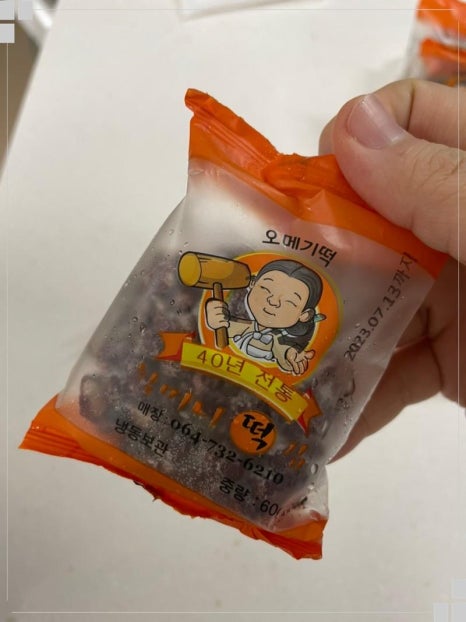 오메기떡
2023.07.13까지
40년 전통
떡
매장: 064-732-6210
냉동보관
중량 : 60